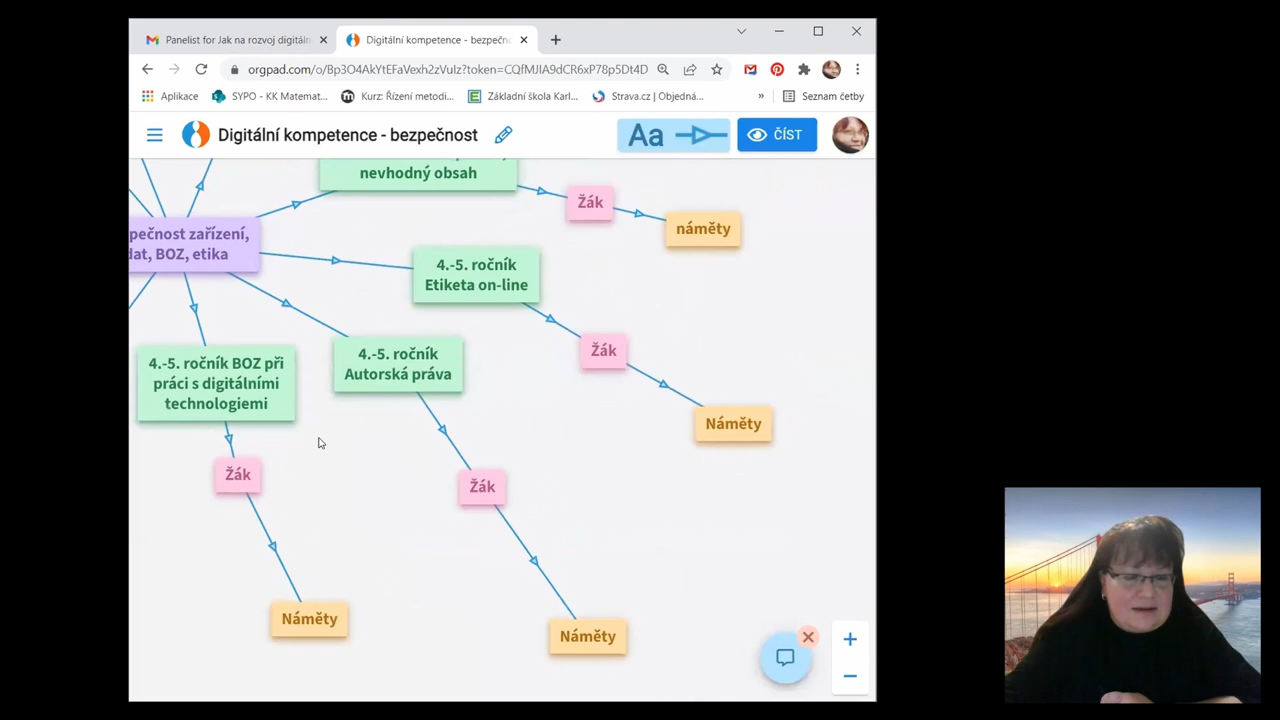 Panelist for Jak na rozvoj digitáln
Digitální kompetence - bezpečno
orgpad.com/o/Bp3O4AkYtEFaVexh2zVulz?token=CQfMJIA9dCR6xP78p5Dt4D
Aplikace
SYPO - KK Matemat...
Kurz: Řízení metodi...
Základní škola Karl...
Strava.cz | Objedná...
»
Seznam četby
Digitální kompetence - bezpečnost
Aa
ČÍST
nevhodný obsah
Žák
náměty
pečnost zařízení,
dat, BOZ, etika
4.-5. ročník
Etiketa on-line
Žák
Náměty
4.-5. ročník BOZ při
práci s digitálními
technologiemi
4.-5. ročník
Autorská práva
Žák
Žák
Náměty
Náměty